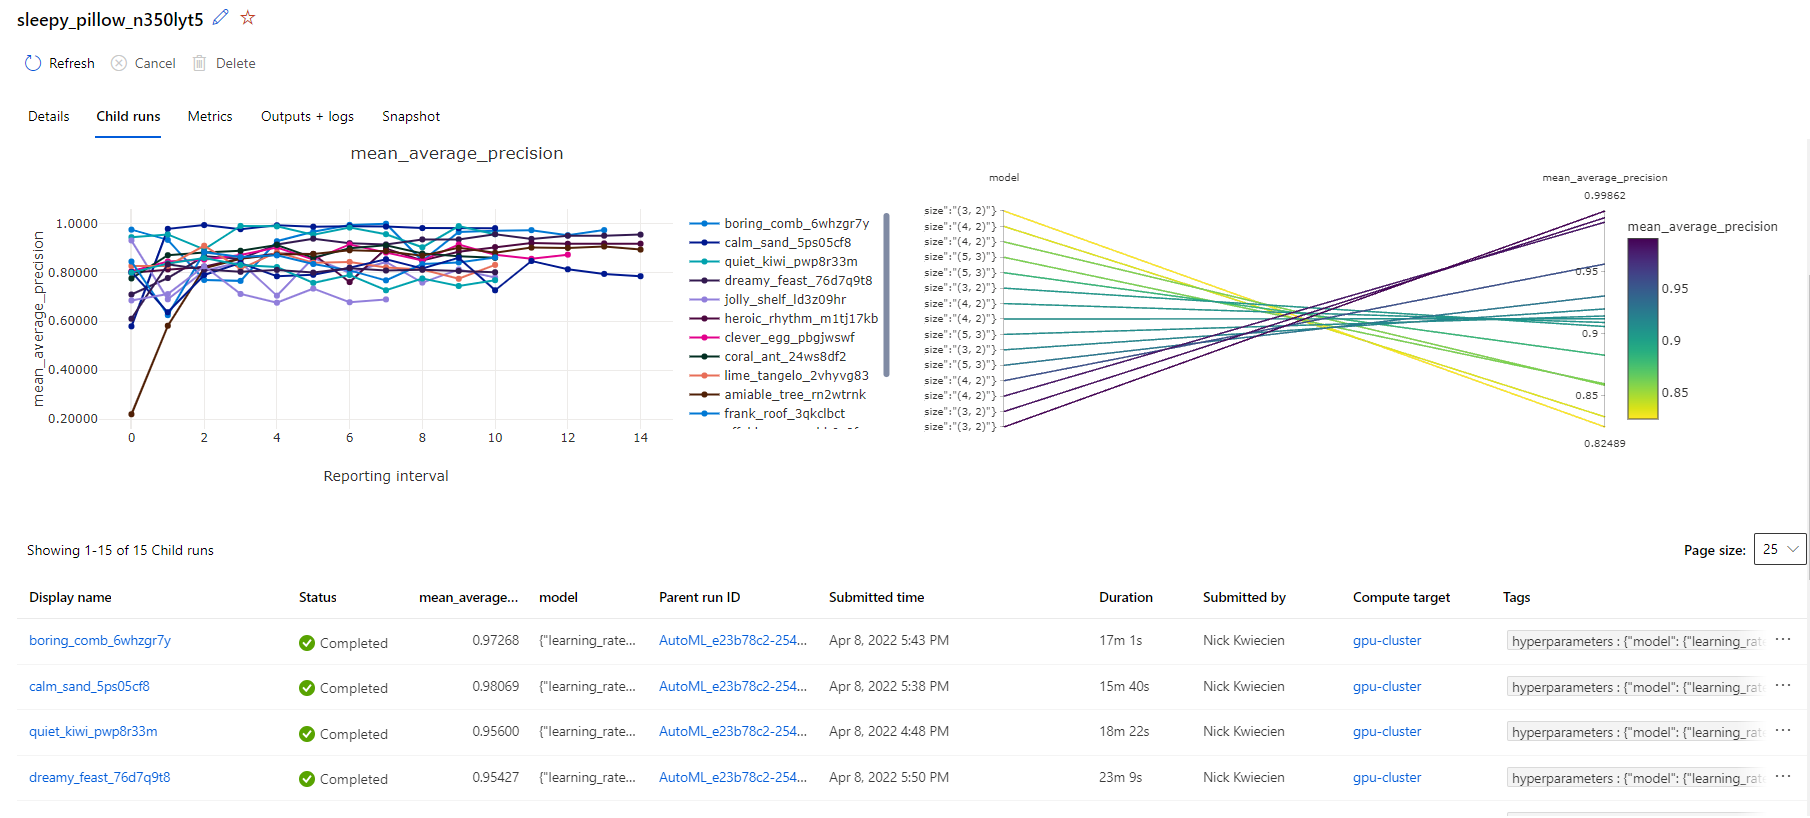 sleepy_pillow_n350lyt5
Refresh Cancel Delete
Details Child runs Metrics Outputs + logs Snapshot
mean_average_precision
mean_average_precision
1.0000
0.80000
0.60000
0.40000
0.20000
0 2 4 6 8 10 12 14
Reporting interval
boring_comb_6whzgr7y
calm_sand_5ps05cf8
quiet_kiwi_pwp8r33m
dreamy_feast_76d7q9t8
jolly_shelf_ld3z09hr
heroic_rhythm_m1tj17kb
clever_egg_pbgjwswf
coral_ant_24ws8df2
lime_tangelo_2vhyvg83
amiable_tree_rn2wtrnk
frank_roof_3qkclbct
model
size":"(3, 2)"}
size":"(4, 2)"}
size":"(4, 2)"}
size":"(5, 3)"}
size":"(5, 3)"}
size":"(3, 2)"}
size":"(4, 2)"}
size":"(4, 2)"}
size":"(5, 3)"}
size":"(3, 2)"}
size":"(5, 3)"}
size":"(4, 2)"}
size":"(4, 2)"}
size":"(3, 2)"}
size":"(3, 2)"}
mean_average_precision
0.99862
0.95
0.9
0.85
0.82489
mean_average_precision
0.95
0.9
0.85
Showing 1-15 of 15 Child runs
Page size: 25
Display name Status mean_average... model Parent run ID Submitted time Duration Submitted by Compute target Tags
boring_comb_6whzgr7y Completed 0.97268 {"learning_rate... AutoML_e23b78c2-254... Apr 8, 2022 5:43 PM 17m 1s Nick Kwiecien gpu-cluster hyperparameters : {"model": {"learning_rate ...
calm_sand_5ps05cf8 Completed 0.98069 {"learning_rate... AutoML_e23b78c2-254... Apr 8, 2022 5:38 PM 15m 40s Nick Kwiecien gpu-cluster hyperparameters : {"model": {"learning_rate ...
quiet_kiwi_pwp8r33m Completed 0.95600 {"learning_rate... AutoML_e23b78c2-254... Apr 8, 2022 4:48 PM 18m 22s Nick Kwiecien gpu-cluster hyperparameters : {"model": {"learning_rate ...
dreamy_feast_76d7q9t8 Completed 0.95427 {"learning_rate... AutoML_e23b78c2-254... Apr 8, 2022 5:50 PM 23m 9s Nick Kwiecien gpu-cluster hyperparameters : {"model": {"learning_rate ...